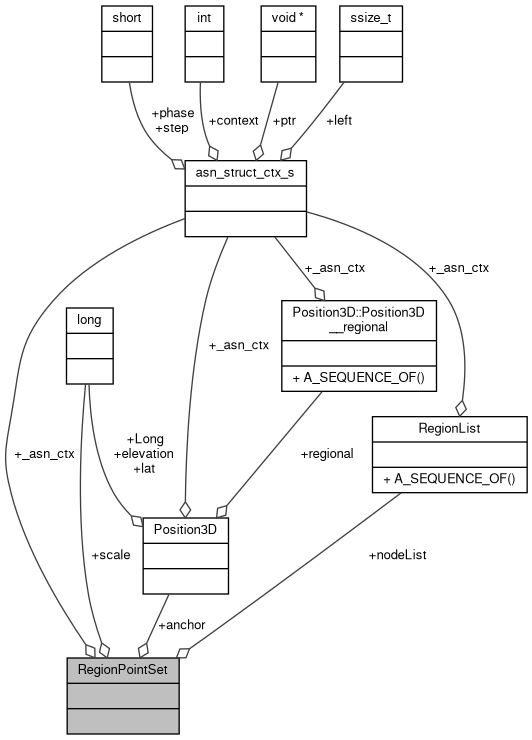 short
int
void *
ssize_t
+phase
+step
+context
+ptr
+left
asn_struct_ctx_s
+_asn_ctx
+_asn_ctx
Position3D::Position3D
__regional
+ A_SEQUENCE_OF()
long
+_asn_ctx
RegionList
+ A_SEQUENCE_OF()
+Long
+elevation
+lat
+_asn_ctx
+regional
Position3D
+scale
+nodeList
+anchor
RegionPointSet